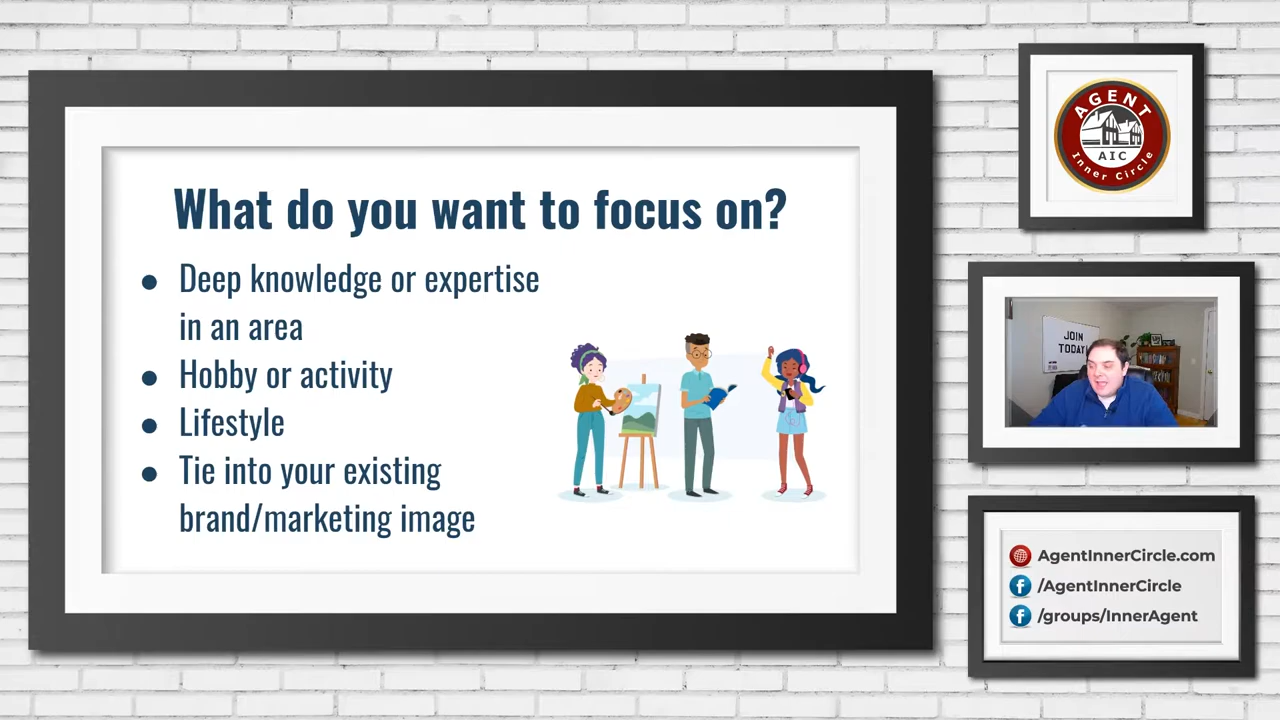 What do you want to focus on?
● Deep knowledge or expertise
in an area
● Hobby or activity
● Lifestyle
● Tie into your existing
brand/marketing image
AGENT
AIC
Inner Circle
JOIN
TODAY!
AgentInnerCircle.com
/AgentInnerCircle
/groups/InnerAgent